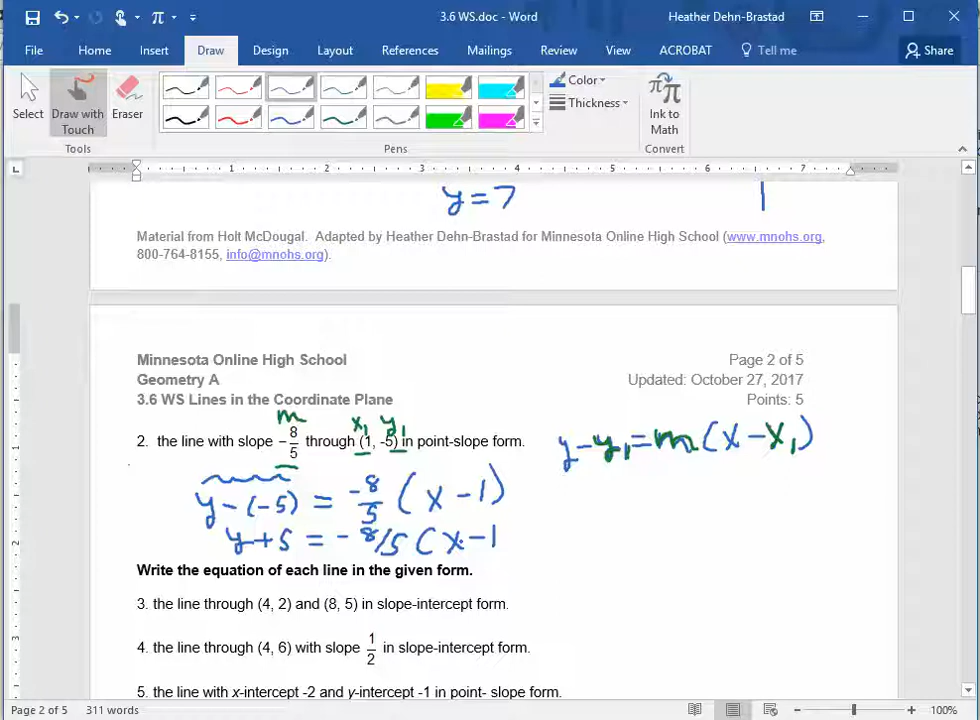 3.6 WS.doc - Word
Heather Dehn-Brastad
File Home Insert Draw Design Layout References Mailings Review View ACROBAT Tell me Share
Select
Draw with Touch
Eraser
Color
Thickness
Ink to Math
Tools Pens Convert
1 2 3 4 5 6 7
y = 7
1
Material from Holt McDougal. Adapted by Heather Dehn-Brastad for Minnesota Online High School (www.mnohs.org,
800-764-8155, info@mnohs.org).
Minnesota Online High School Page 2 of 5
Geometry A Updated: October 27, 2017
3.6 WS Lines in the Coordinate Plane Points: 5
m x₁ y₁
2. the line with slope -8/5 through (1, -5) in point-slope form.
y-y₁=m(x-x₁)
y-(-5) = -8/5 (x-1)
y+5 = -8/5 (x-1
Write the equation of each line in the given form.
3. the line through (4, 2) and (8, 5) in slope-intercept form.
4. the line through (4, 6) with slope 1/2 in slope-intercept form.
5. the line with x-intercept -2 and y-intercept -1 in point- slope form.
Page 2 of 5 311 words 100%